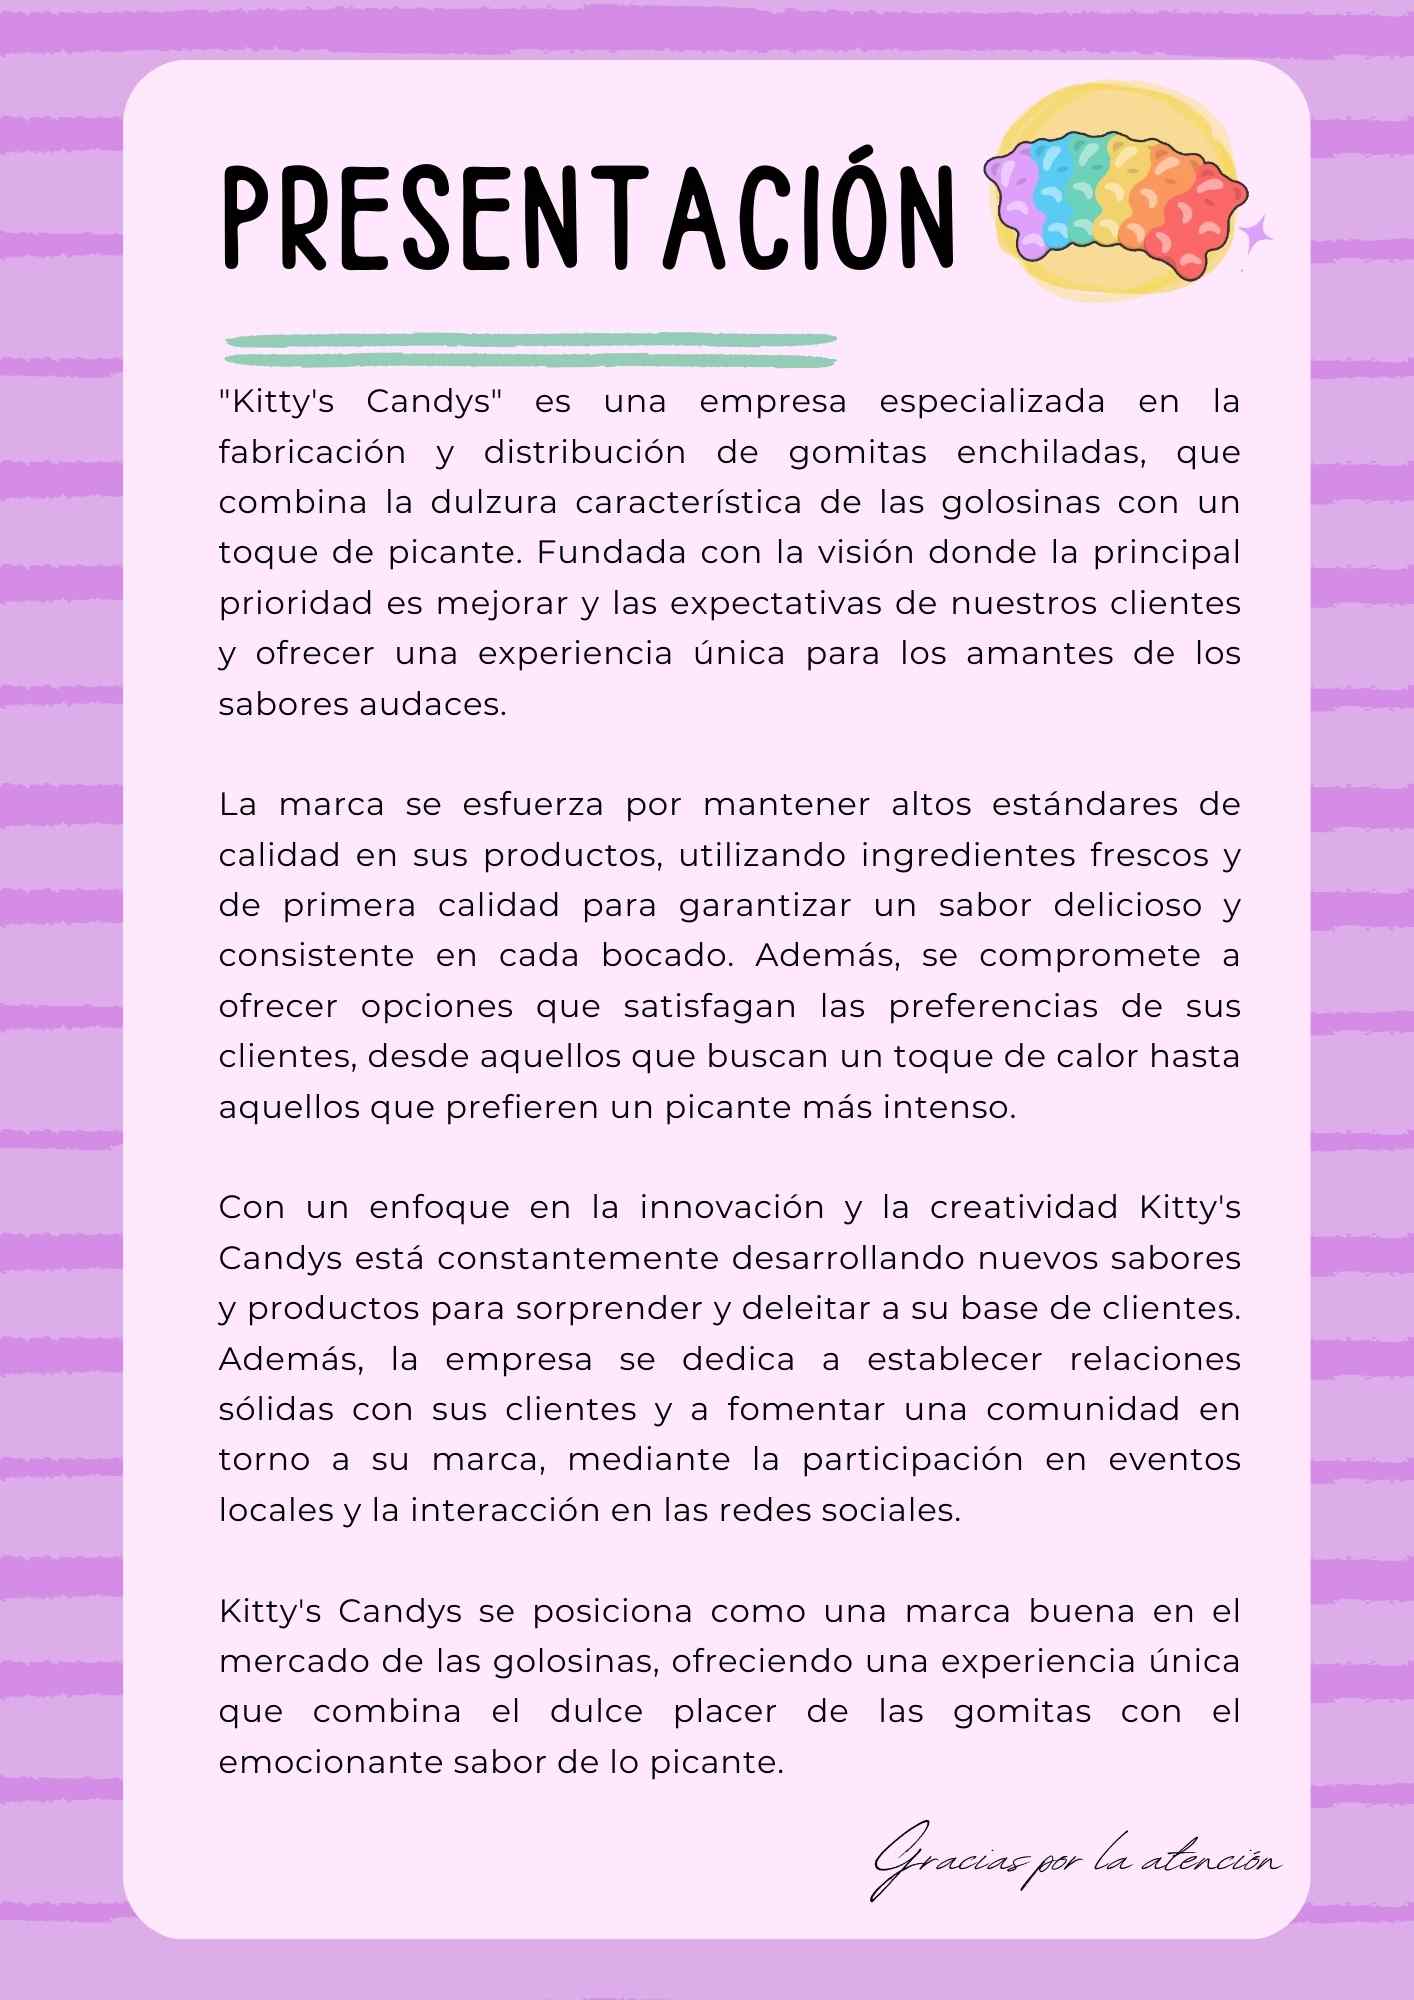 PRESENTACIÓN
"Kitty's Candys" es una empresa especializada en la
fabricación y distribución de gomitas enchiladas, que
combina la dulzura característica de las golosinas con un
toque de picante. Fundada con la visión donde la principal
prioridad es mejorar y las expectativas de nuestros clientes
y ofrecer una experiencia única para los amantes de los
sabores audaces.
La marca se esfuerza por mantener altos estándares de
calidad en sus productos, utilizando ingredientes frescos y
de primera calidad para garantizar un sabor delicioso y
consistente en cada bocado. Además, se compromete a
ofrecer opciones que satisfagan las preferencias de sus
clientes, desde aquellos que buscan un toque de calor hasta
aquellos que prefieren un picante más intenso.
Con un enfoque en la innovación y la creatividad Kitty's
Candys está constantemente desarrollando nuevos sabores
y productos para sorprender y deleitar a su base de clientes.
Además, la empresa se dedica a establecer relaciones
sólidas con sus clientes y a fomentar una comunidad en
torno a su marca, mediante la participación en eventos
locales y la interacción en las redes sociales.
Kitty's Candys se posiciona como una marca buena en el
mercado de las golosinas, ofreciendo una experiencia única
que combina el dulce placer de las gomitas con el
emocionante sabor de lo picante.
Gracias por la atención